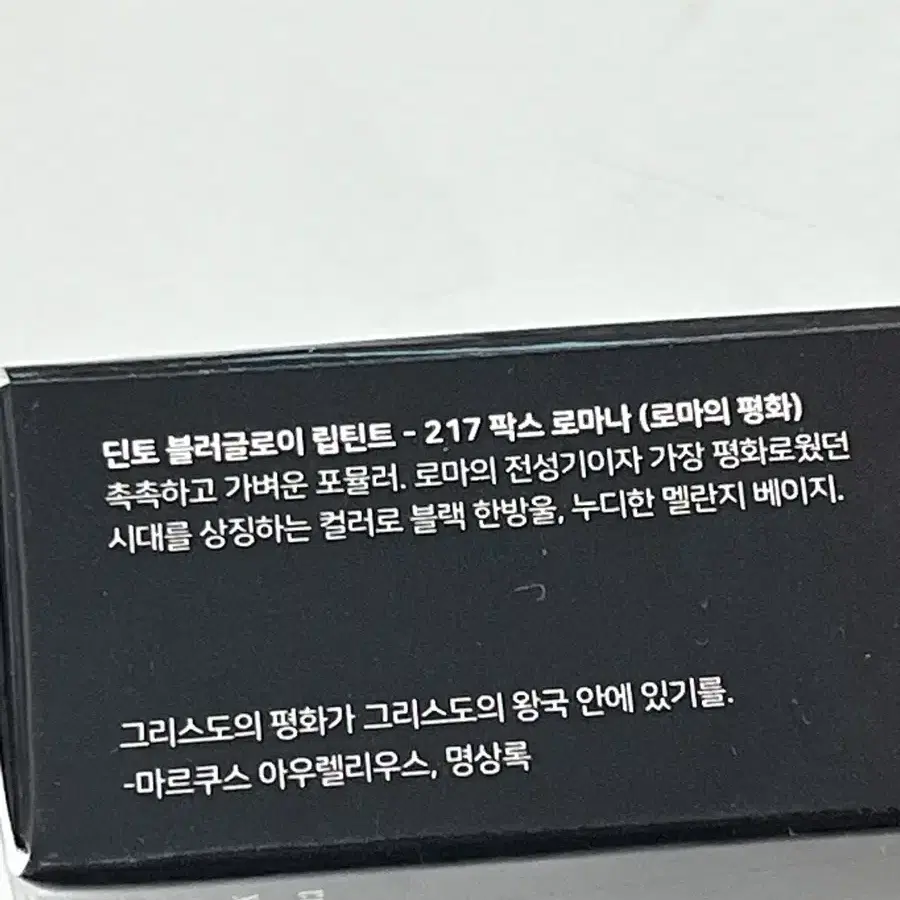 딘토 블러글로이 립틴트 - 217 팍스 로마나 (로마의 평화)
촉촉하고 가벼운 포뮬러. 로마의 전성기이자 가장 평화로웠던
시대를 상징하는 컬러로 블랙 한방울, 누디한 멜란지 베이지.
그리스도의 평화가 그리스도의 왕국 안에 있기를.
-마르쿠스 아우렐리우스, 명상록